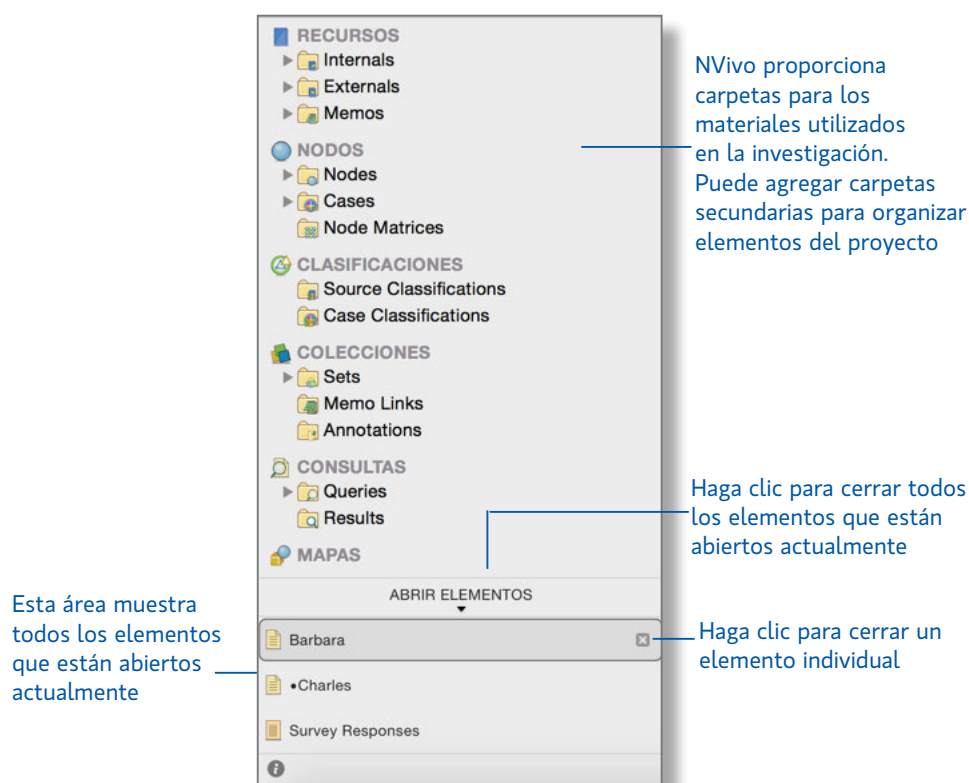 RECURSOS
Internals
Externals
Memos
NODOS
Nodes
Cases
Node Matrices
CLASIFICACIONES
Source Classifications
Case Classifications
COLECCIONES
Sets
Memo Links
Annotations
CONSULTAS
Queries
Results
MAPAS
ABRIR ELEMENTOS
Barbara
•Charles
Survey Responses
NVivo proporciona
carpetas para los
materiales utilizados
en la investigación.
Puede agregar carpetas
secundarias para organizar
elementos del proyecto
Haga clic para cerrar todos
los elementos que están
abiertos actualmente
Haga clic para cerrar un
elemento individual
Esta área muestra
todos los elementos
que están abiertos
actualmente